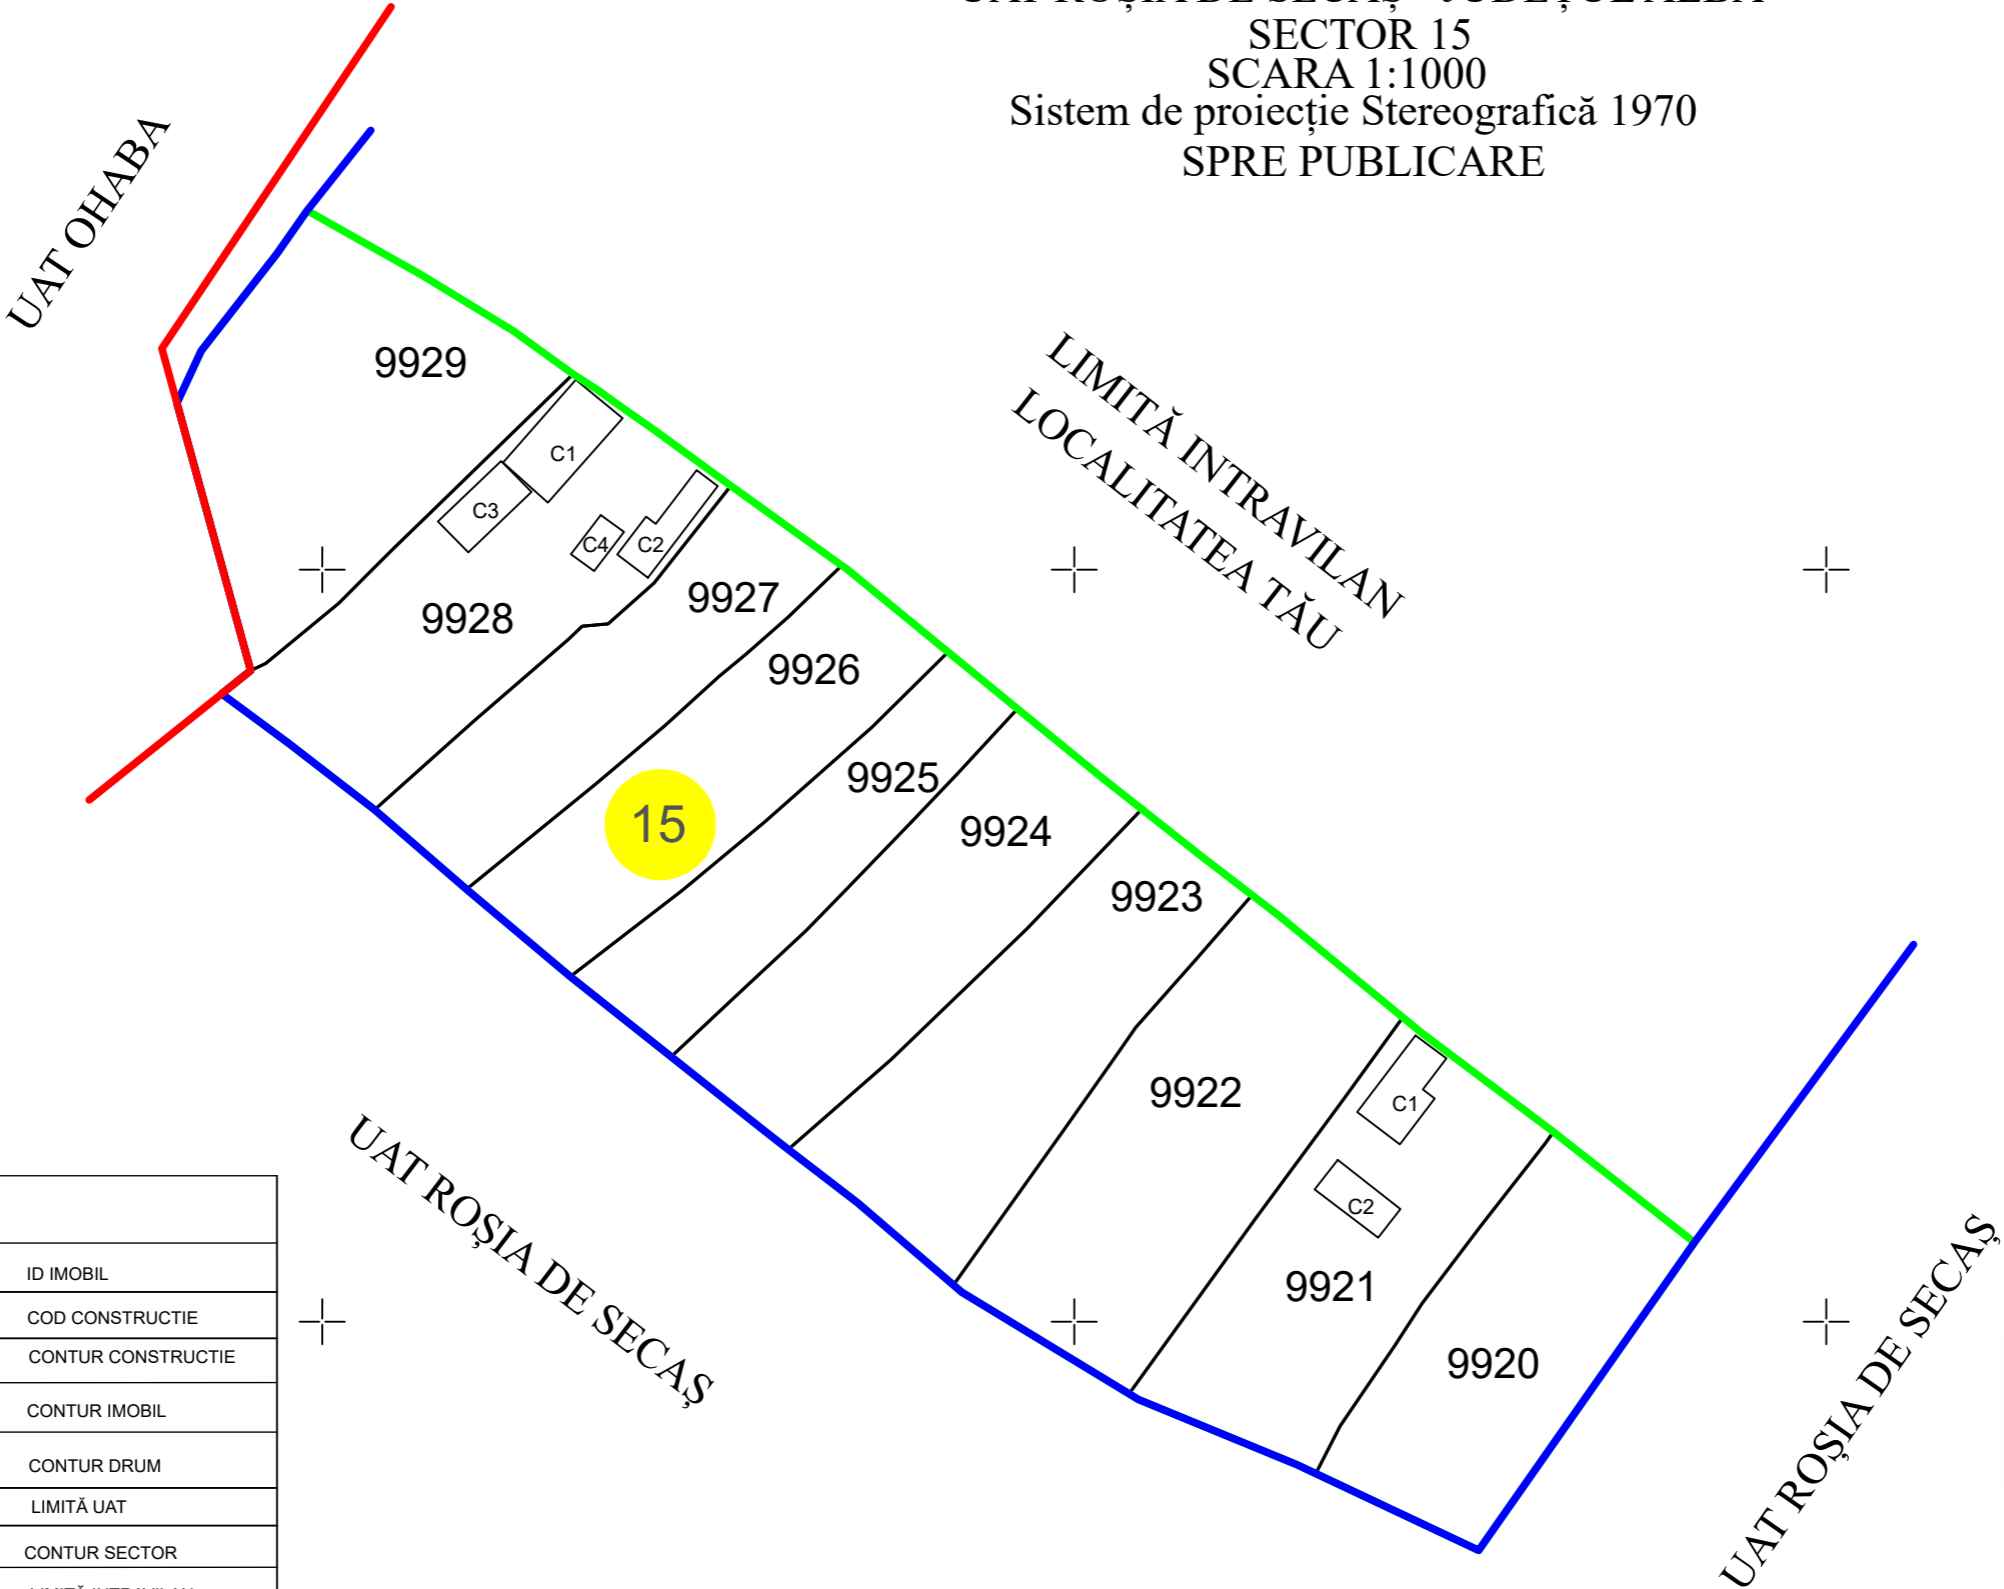 SECTOR 15
SCARA 1:1000
Sistem de proiecție Stereografică 1970
SPRE PUBLICARE
UAT OHABA
LIMITĂ INTRAVILAN
LOCALITATEA TĂU
9929
C1
C3
C4
C2
9928
9927
9926
9925
15
9924
9923
9922
C1
C2
9921
9920
UAT ROȘIA DE SECAȘ
UAT ROȘIA DE SECAȘ
ID IMOBIL
COD CONSTRUCTIE
CONTUR CONSTRUCTIE
CONTUR IMOBIL
CONTUR DRUM
LIMITĂ UAT
CONTUR SECTOR